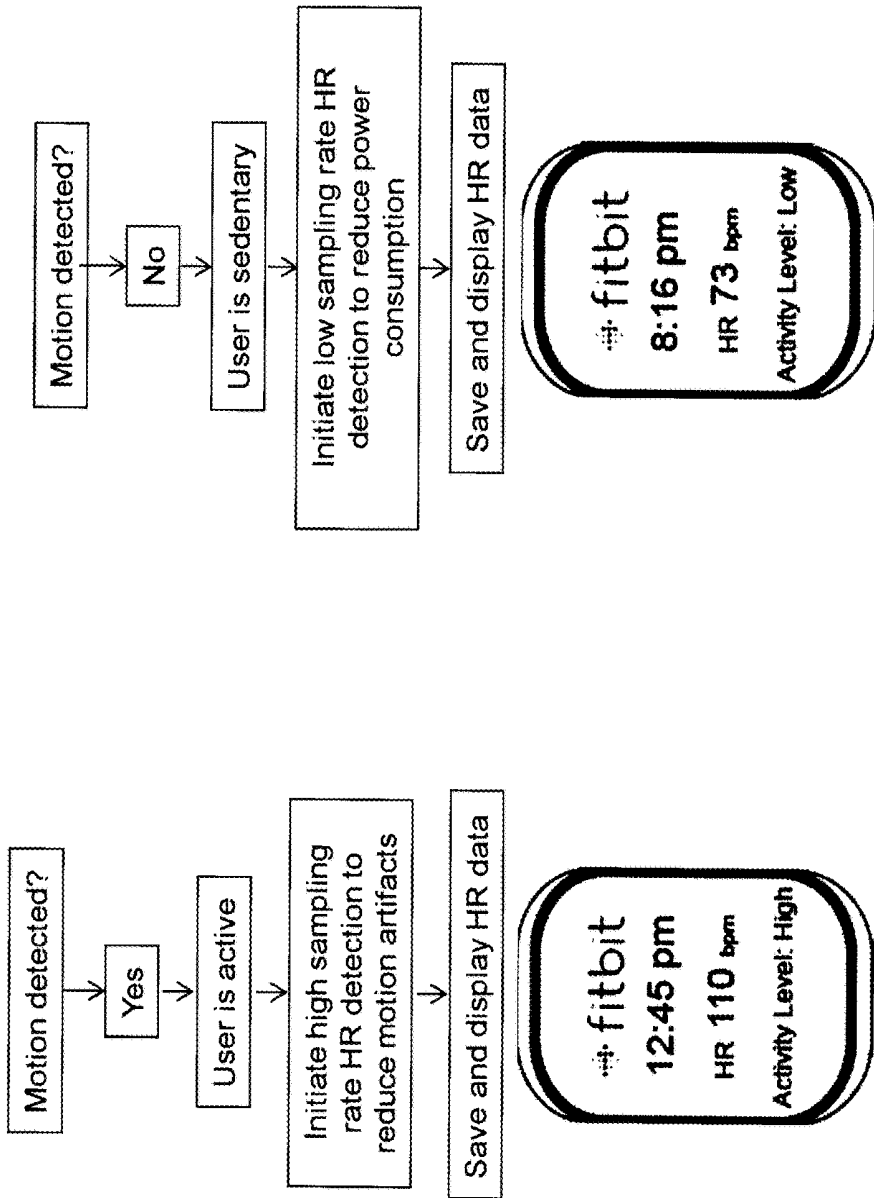 Motion detected?
Yes
User is active
Initiate high sampling
rate HR detection to
reduce motion artifacts
Save and display HR data
fitbit
12:45 pm
HR 110 bpm
Activity Level: High
Motion detected?
No
User is sedentary
Initiate low sampling rate HR
detection to reduce power
consumption
Save and display HR data
fitbit
8:16 pm
HR 73 bpm
Activity Level: Low